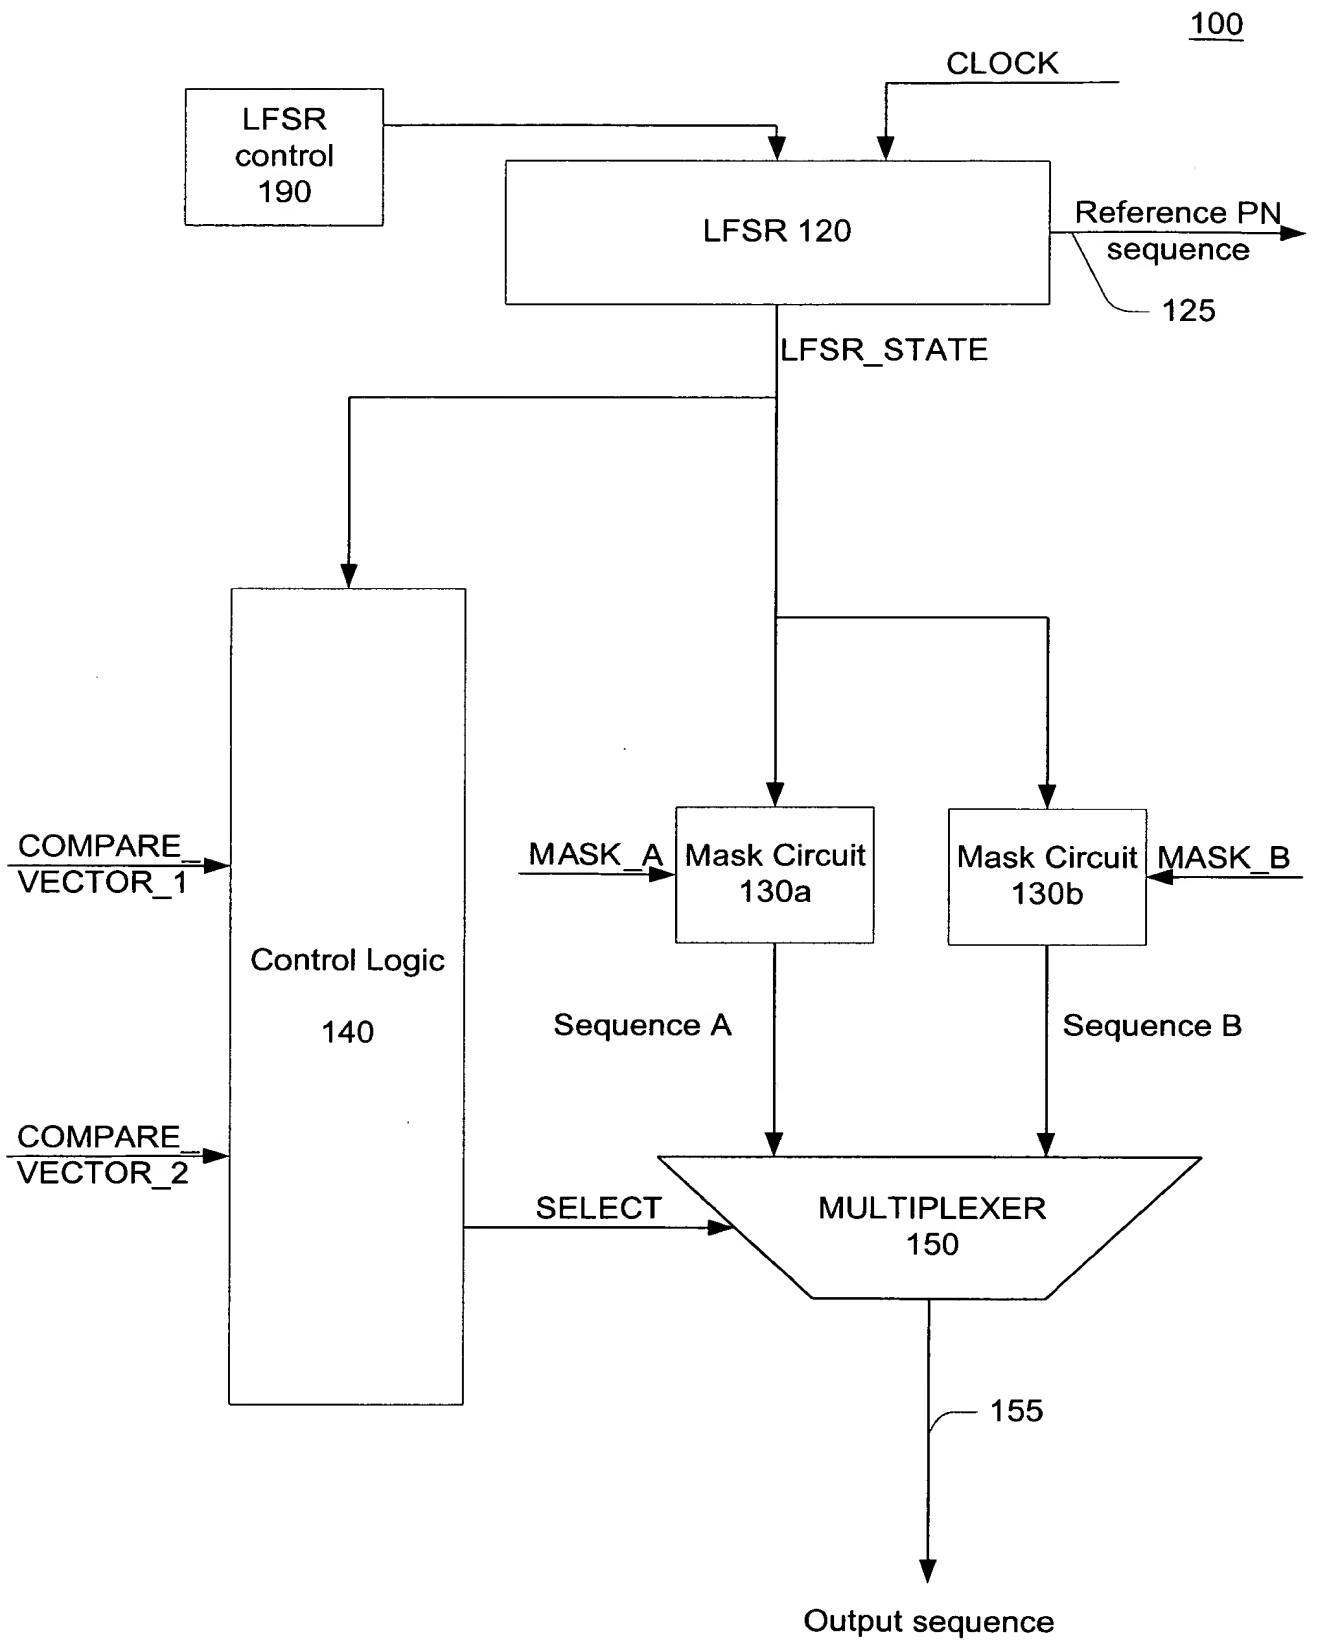 100
CLOCK
LFSR
control
190
LFSR 120
Reference PN
sequence
125
LFSR_STATE
COMPARE_
VECTOR_1
MASK_A
Mask Circuit
130a
Mask Circuit
130b
MASK_B
Control Logic
140
Sequence A
Sequence B
COMPARE_
VECTOR_2
SELECT
MULTIPLEXER
150
155
Output sequence